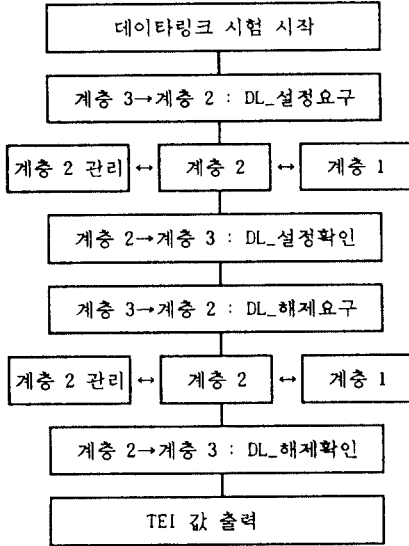 데이타링크 시험 시작
계층 3→계층 2 : DL_설정요구
계층 2 관리 ↔ 계층 2 ↔ 계층 1
계층 2→계층 3 : DL_설정확인
계층 3→계층 2 : DL_해제요구
계층 2 관리 ↔ 계층 2 ↔ 계층 1
계층 2→계층 3 : DL_해제확인
TEI 값 출력